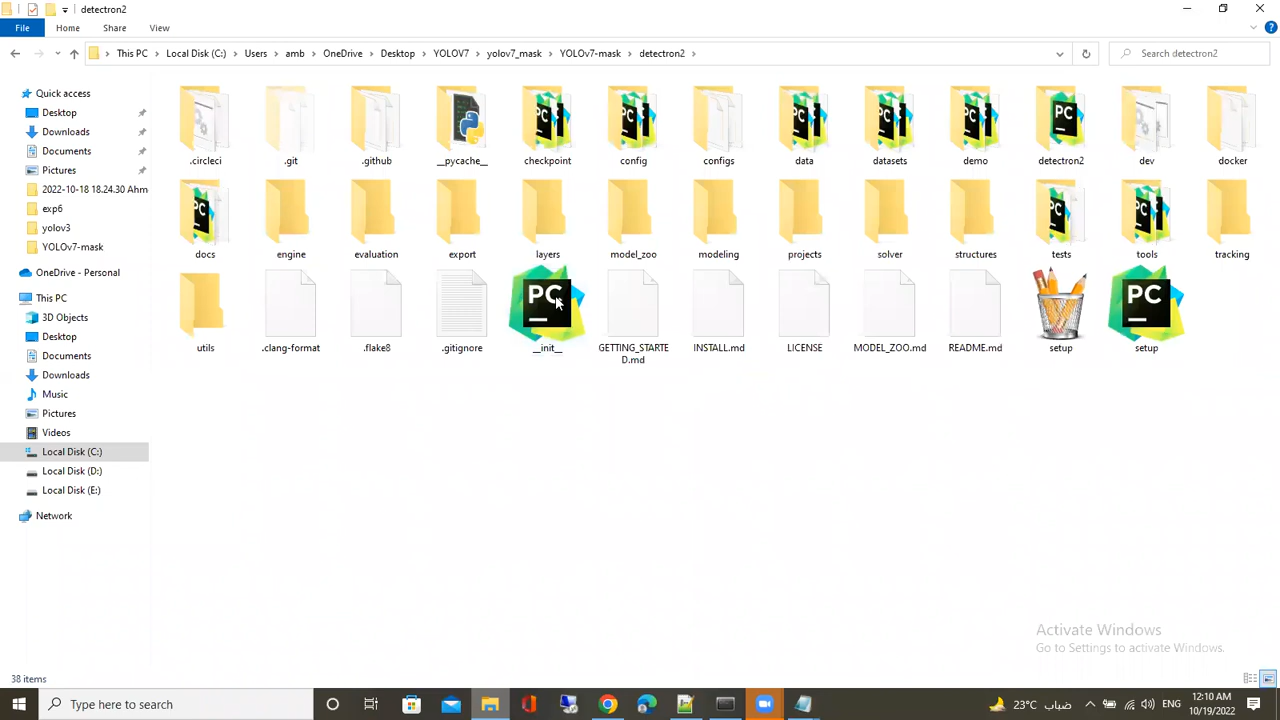 detectron2
File Home Share View
This PC Local Disk (C:) Users amb OneDrive Desktop YOLOV7 yolov7_mask YOLOv7-mask detectron2 Search detectron2
Quick access
Desktop
Downloads
Documents
Pictures
2022-10-18 18.24.30 Ahm
exp6
yolov3
YOLOv7-mask
OneDrive - Personal
This PC
3D Objects
Desktop
Documents
Downloads
Music
Pictures
Videos
Local Disk (C:)
Local Disk (D:)
Local Disk (E:)
Network
.circleci .git .github __pycache__ checkpoint config configs data datasets demo detectron2 dev docker
docs engine evaluation export layers model_zoo modeling projects solver structures tests tools tracking
utils .clang-format .flake8 .gitignore __init__ GETTING_STARTE
D.md INSTALL.md LICENSE MODEL_ZOO.md README.md setup setup
PC
PC
Activate Windows
Go to Settings to activate Windows.
38 items
Type here to search
23°C ضباب ENG 12:10 AM
10/19/2022